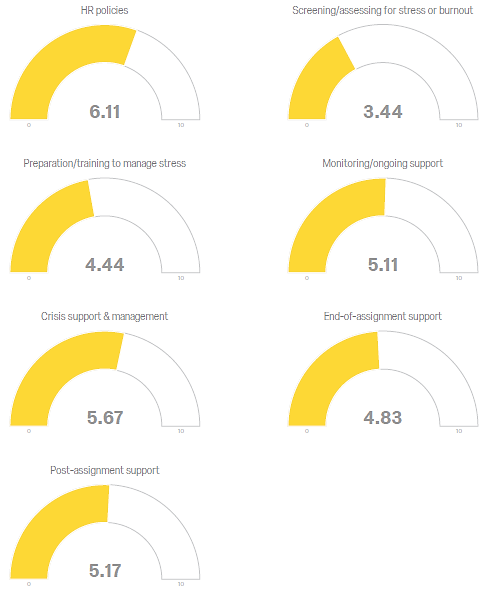 HR policies
6.11
0 10
Screening/assessing for stress or burnout
3.44
0 10
Preparation/training to manage stress
4.44
0 10
Monitoring/ongoing support
5.11
0 10
Crisis support & management
5.67
0 10
End-of-assignment support
4.83
0 10
Post-assignment support
5.17
0 10